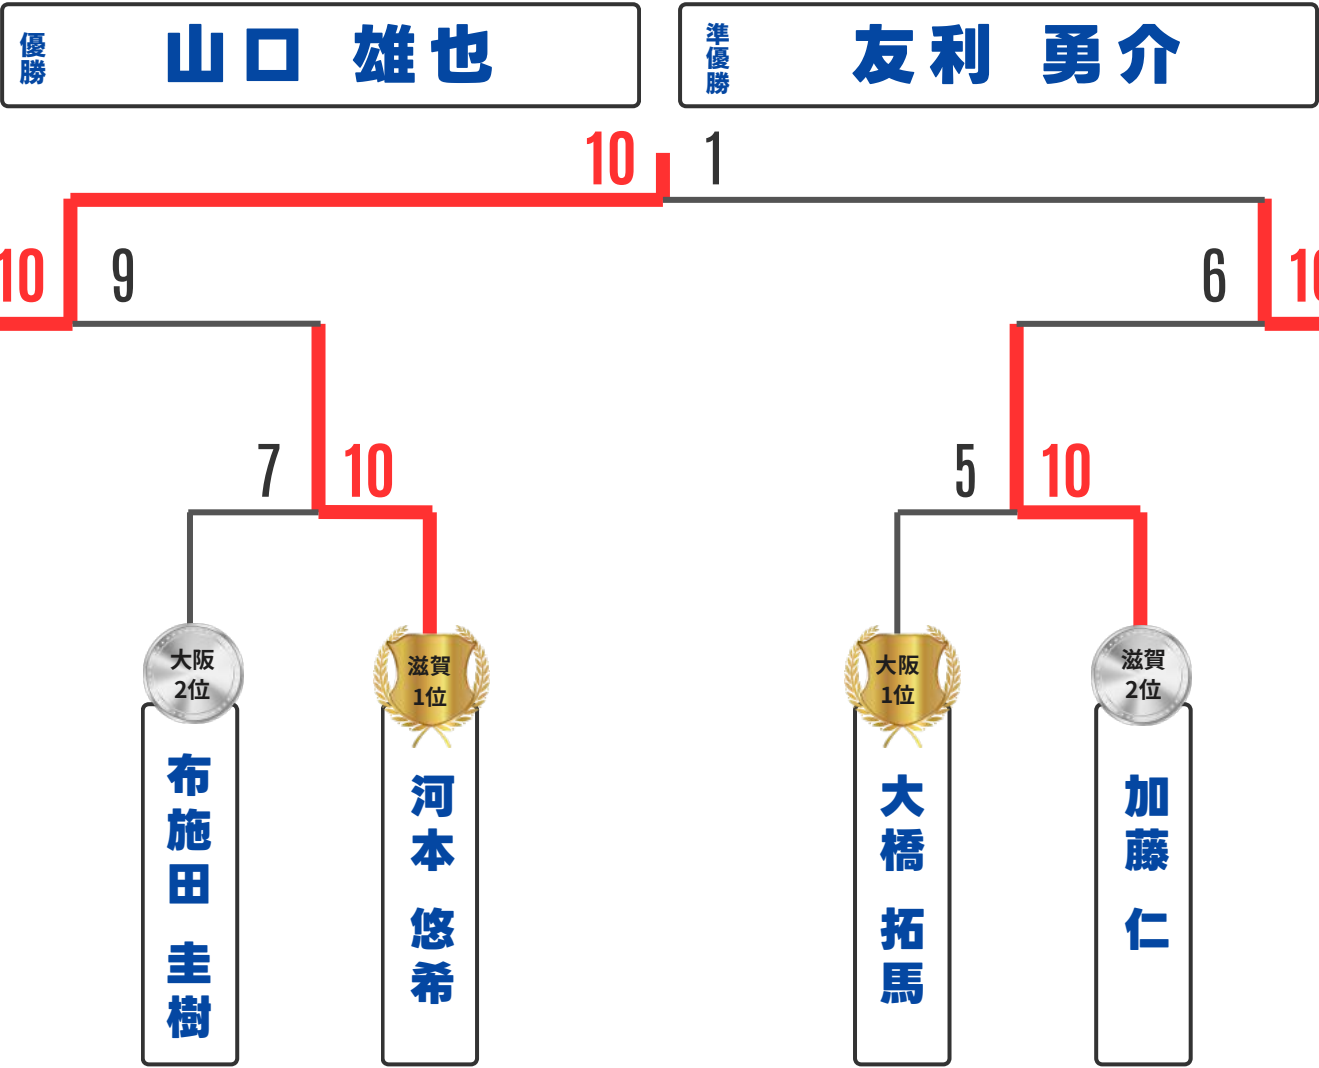 優勝
山口 雄也
準優勝
友利 勇介
10
1
10
9
6
10
7
10
5
10
大阪
2位
滋賀
1位
大阪
1位
滋賀
2位
布施田 圭樹
河本 悠希
大橋 拓馬
加藤 仁